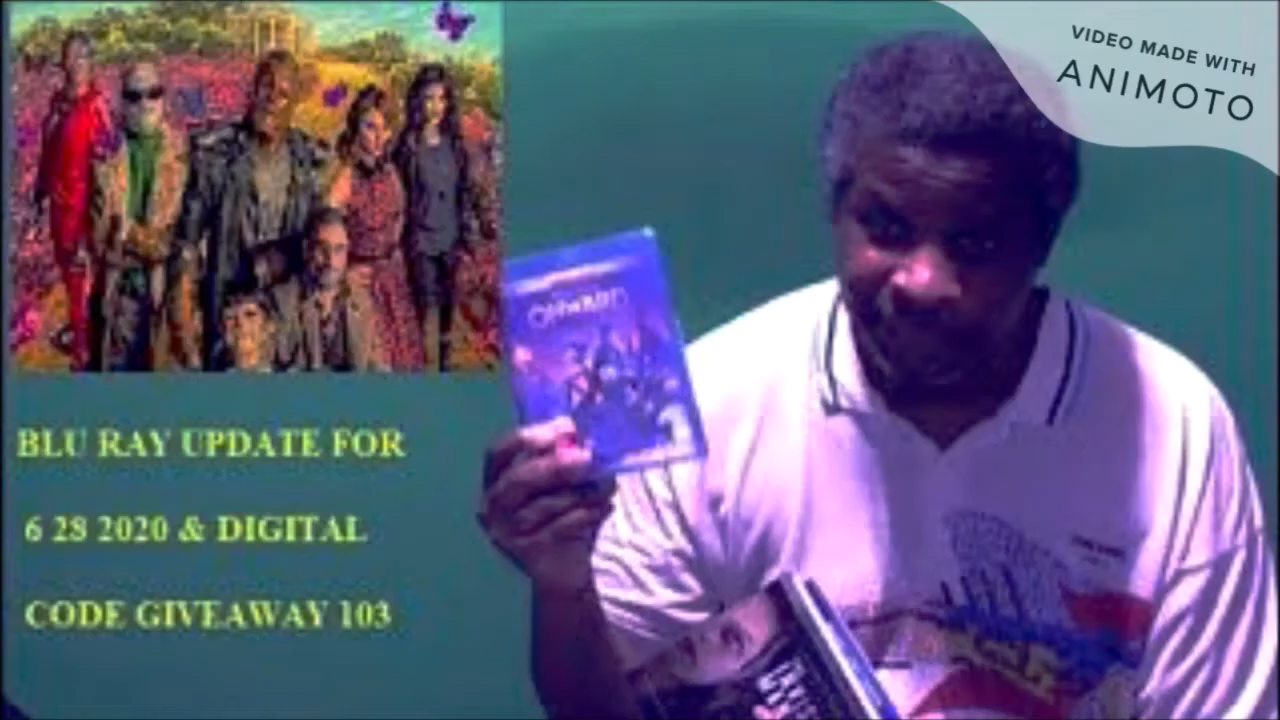 VIDEO MADE WITH
ANIMOTO
ONWARD
BLU RAY UPDATE FOR
6 28 2020 & DIGITAL
CODE GIVEAWAY 103